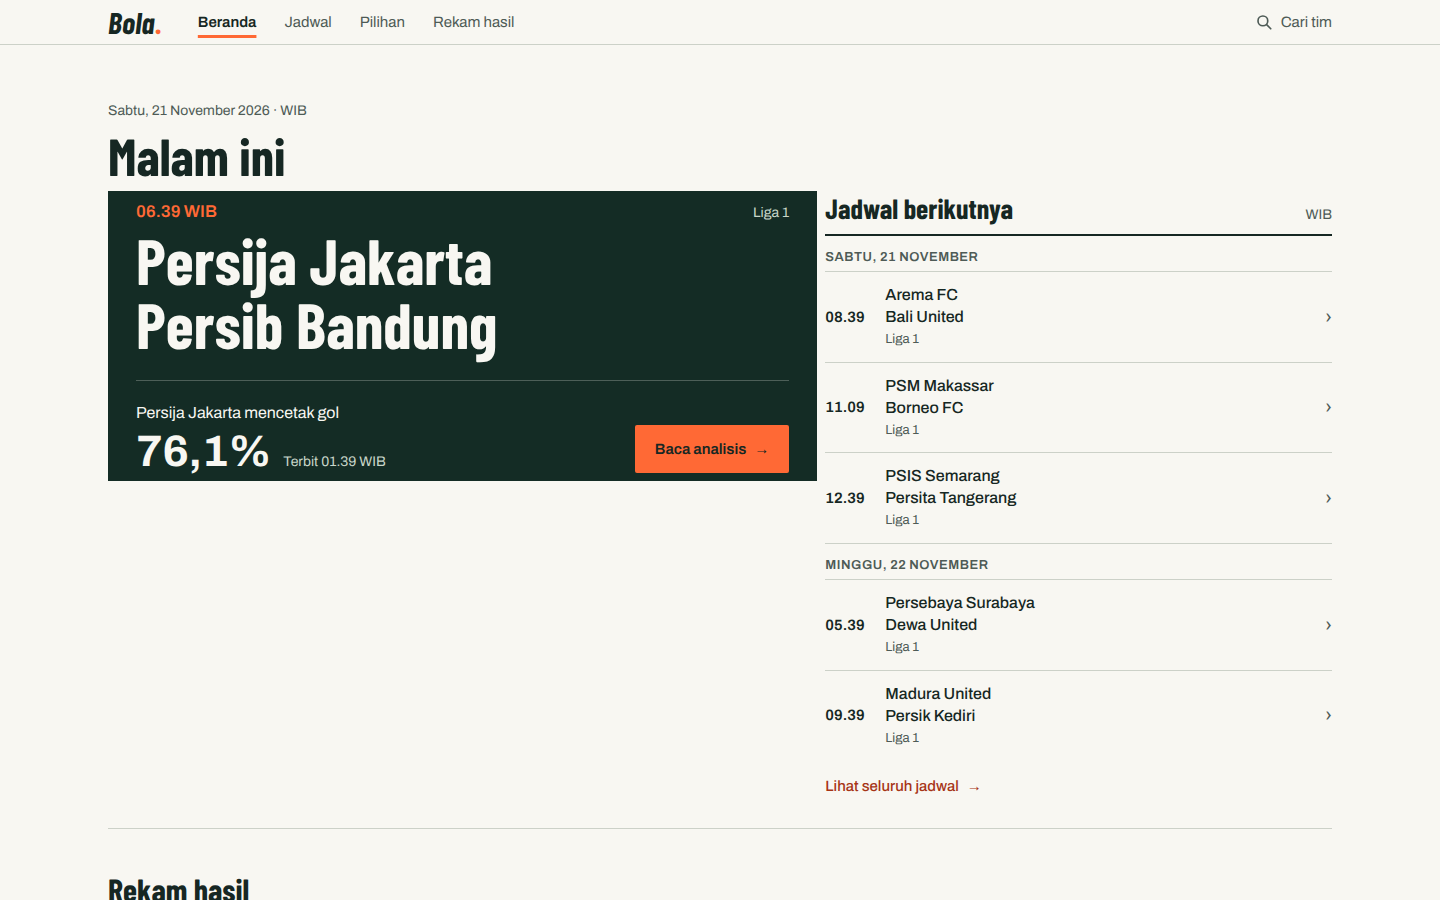 Bola.
Beranda
Jadwal
Pilihan
Rekam hasil
Cari tim
Sabtu, 21 November 2026 · WIB
Malam ini
06.39 WIB
Liga 1
Persija Jakarta
Persib Bandung
Persija Jakarta mencetak gol
76,1%
Terbit 01.39 WIB
Baca analisis →
Jadwal berikutnya
WIB
SABTU, 21 NOVEMBER
08.39
Arema FC
Bali United
Liga 1
›
11.09
PSM Makassar
Borneo FC
Liga 1
›
12.39
PSIS Semarang
Persita Tangerang
Liga 1
›
MINGGU, 22 NOVEMBER
05.39
Persebaya Surabaya
Dewa United
Liga 1
›
09.39
Madura United
Persik Kediri
Liga 1
›
Lihat seluruh jadwal →
Rekam hasil